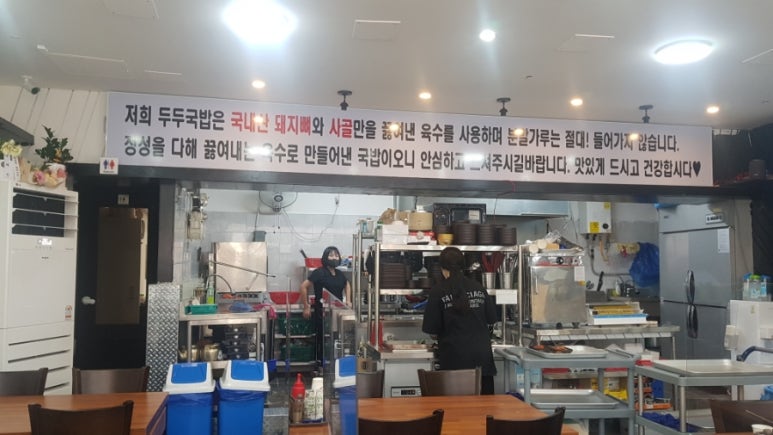 저희 두두국밥은 국내산 돼지뼈와 사골만을 끓여낸 육수를 사용하며 분말가루는 절대! 들어가지 않습니다.
정성을 다해 끓여내는 육수로 만들어낸 국밥이오니 안심하고 드셔주시길바랍니다. 맛있게 드시고 건강합시다♥